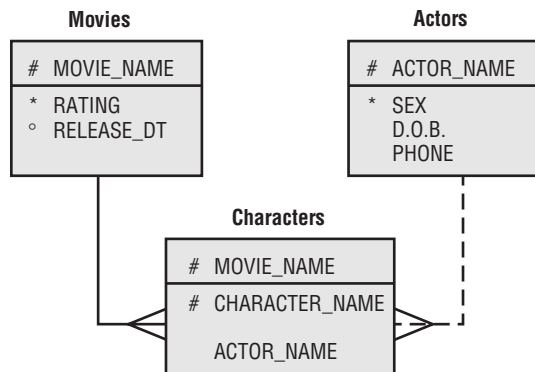 Movies
# MOVIE_NAME
* RATING
° RELEASE_DT
Actors
# ACTOR_NAME
* SEX
D.O.B.
PHONE
Characters
# MOVIE_NAME
# CHARACTER_NAME
ACTOR_NAME